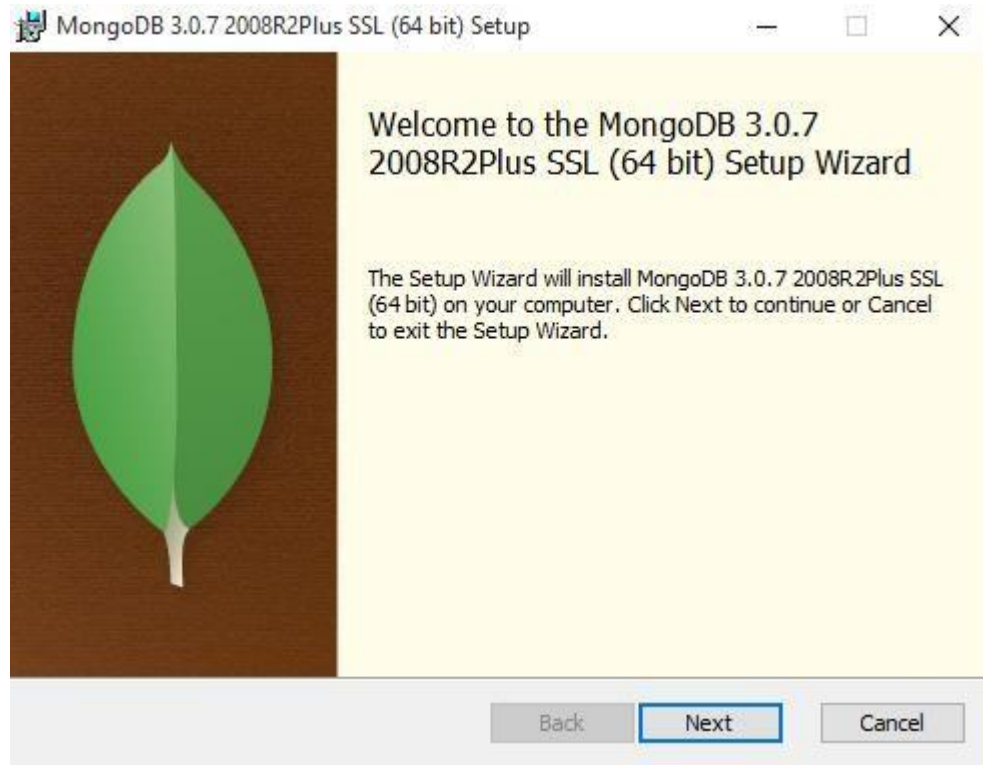 MongoDB 3.0.7 2008R2Plus SSL (64 bit) Setup
Welcome to the MongoDB 3.0.7
2008R2Plus SSL (64 bit) Setup Wizard
The Setup Wizard will install MongoDB 3.0.7 2008R2Plus SSL
(64 bit) on your computer. Click Next to continue or Cancel
to exit the Setup Wizard.
Back Next Cancel